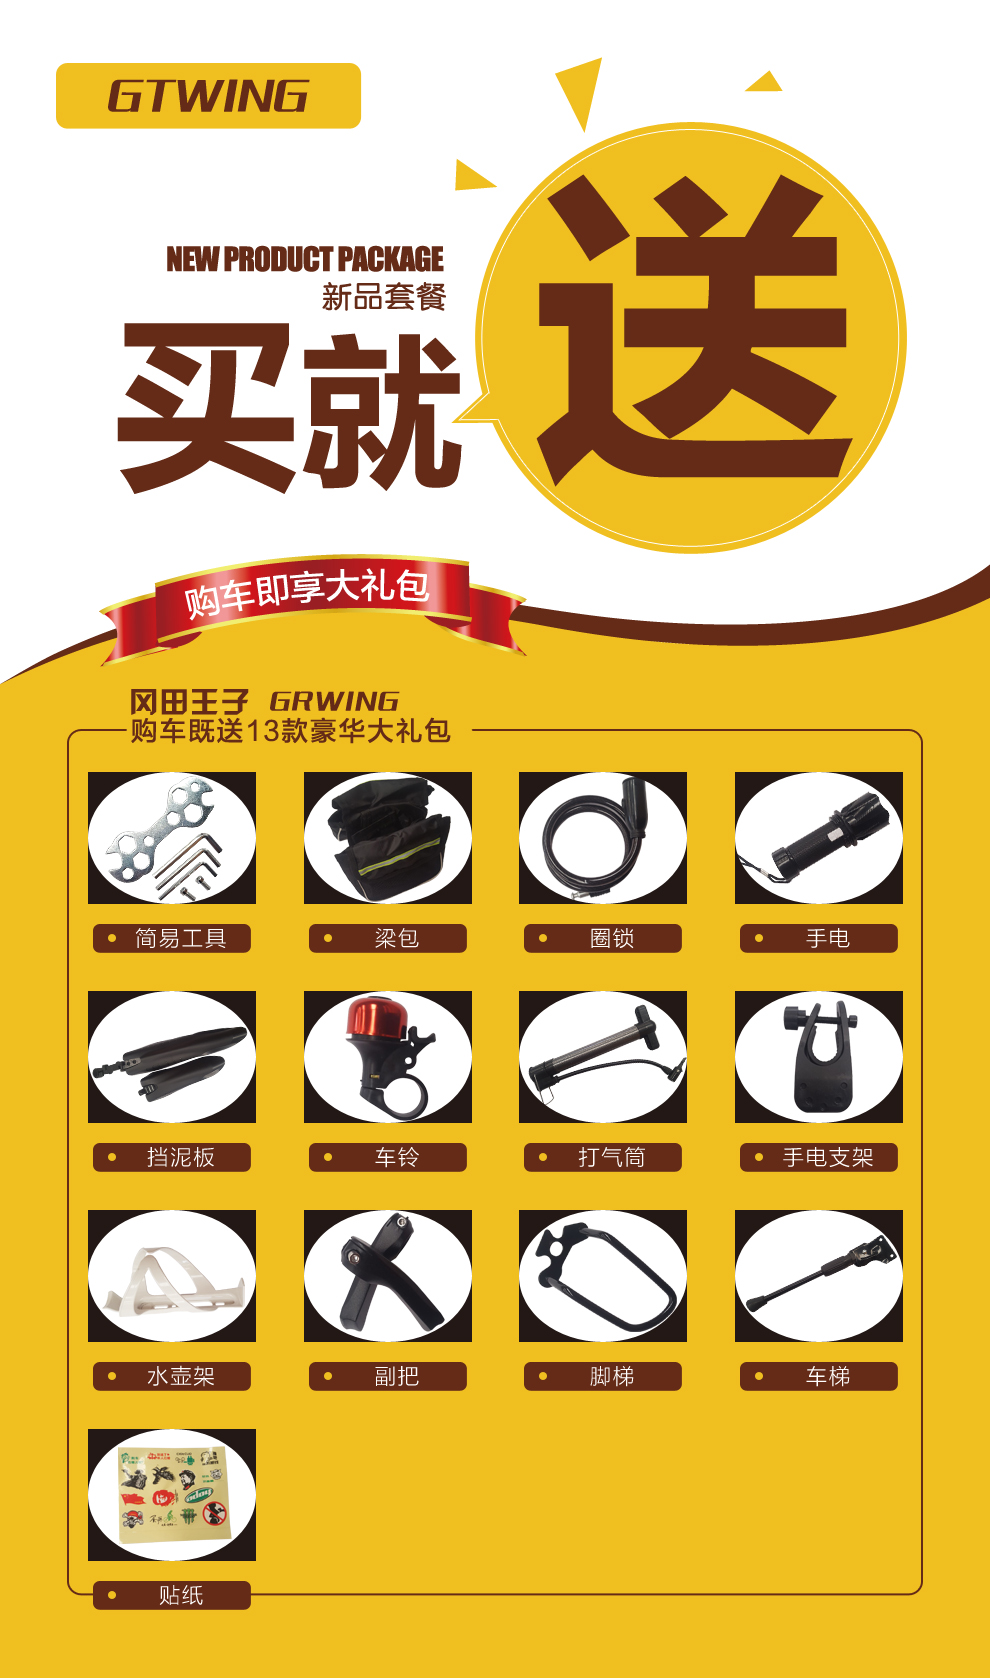 GTWING
NEW PRODUCT PACKAGE
新品套餐
买就送
购车即享大礼包
冈田王子 GRWING
购车既送13款豪华大礼包
简易工具
梁包
圈锁
手电
挡泥板
车铃
打气筒
手电支架
水壶架
副把
脚梯
车梯
贴纸